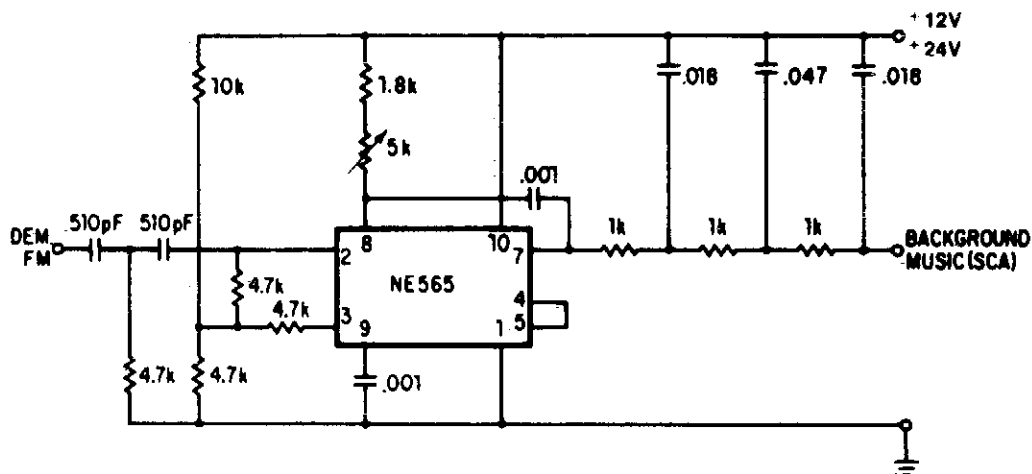 + 12V
+ 24V
10k
1.8k
.018
.047
.018
5k
.001
510pF
510pF
DEM.
FM
8
10
2
7
1k
1k
1k
BACKGROUND
MUSIC (SCA)
4.7k
NE565
4
4.7k
3
9
1
5
4.7k
4.7k
.001